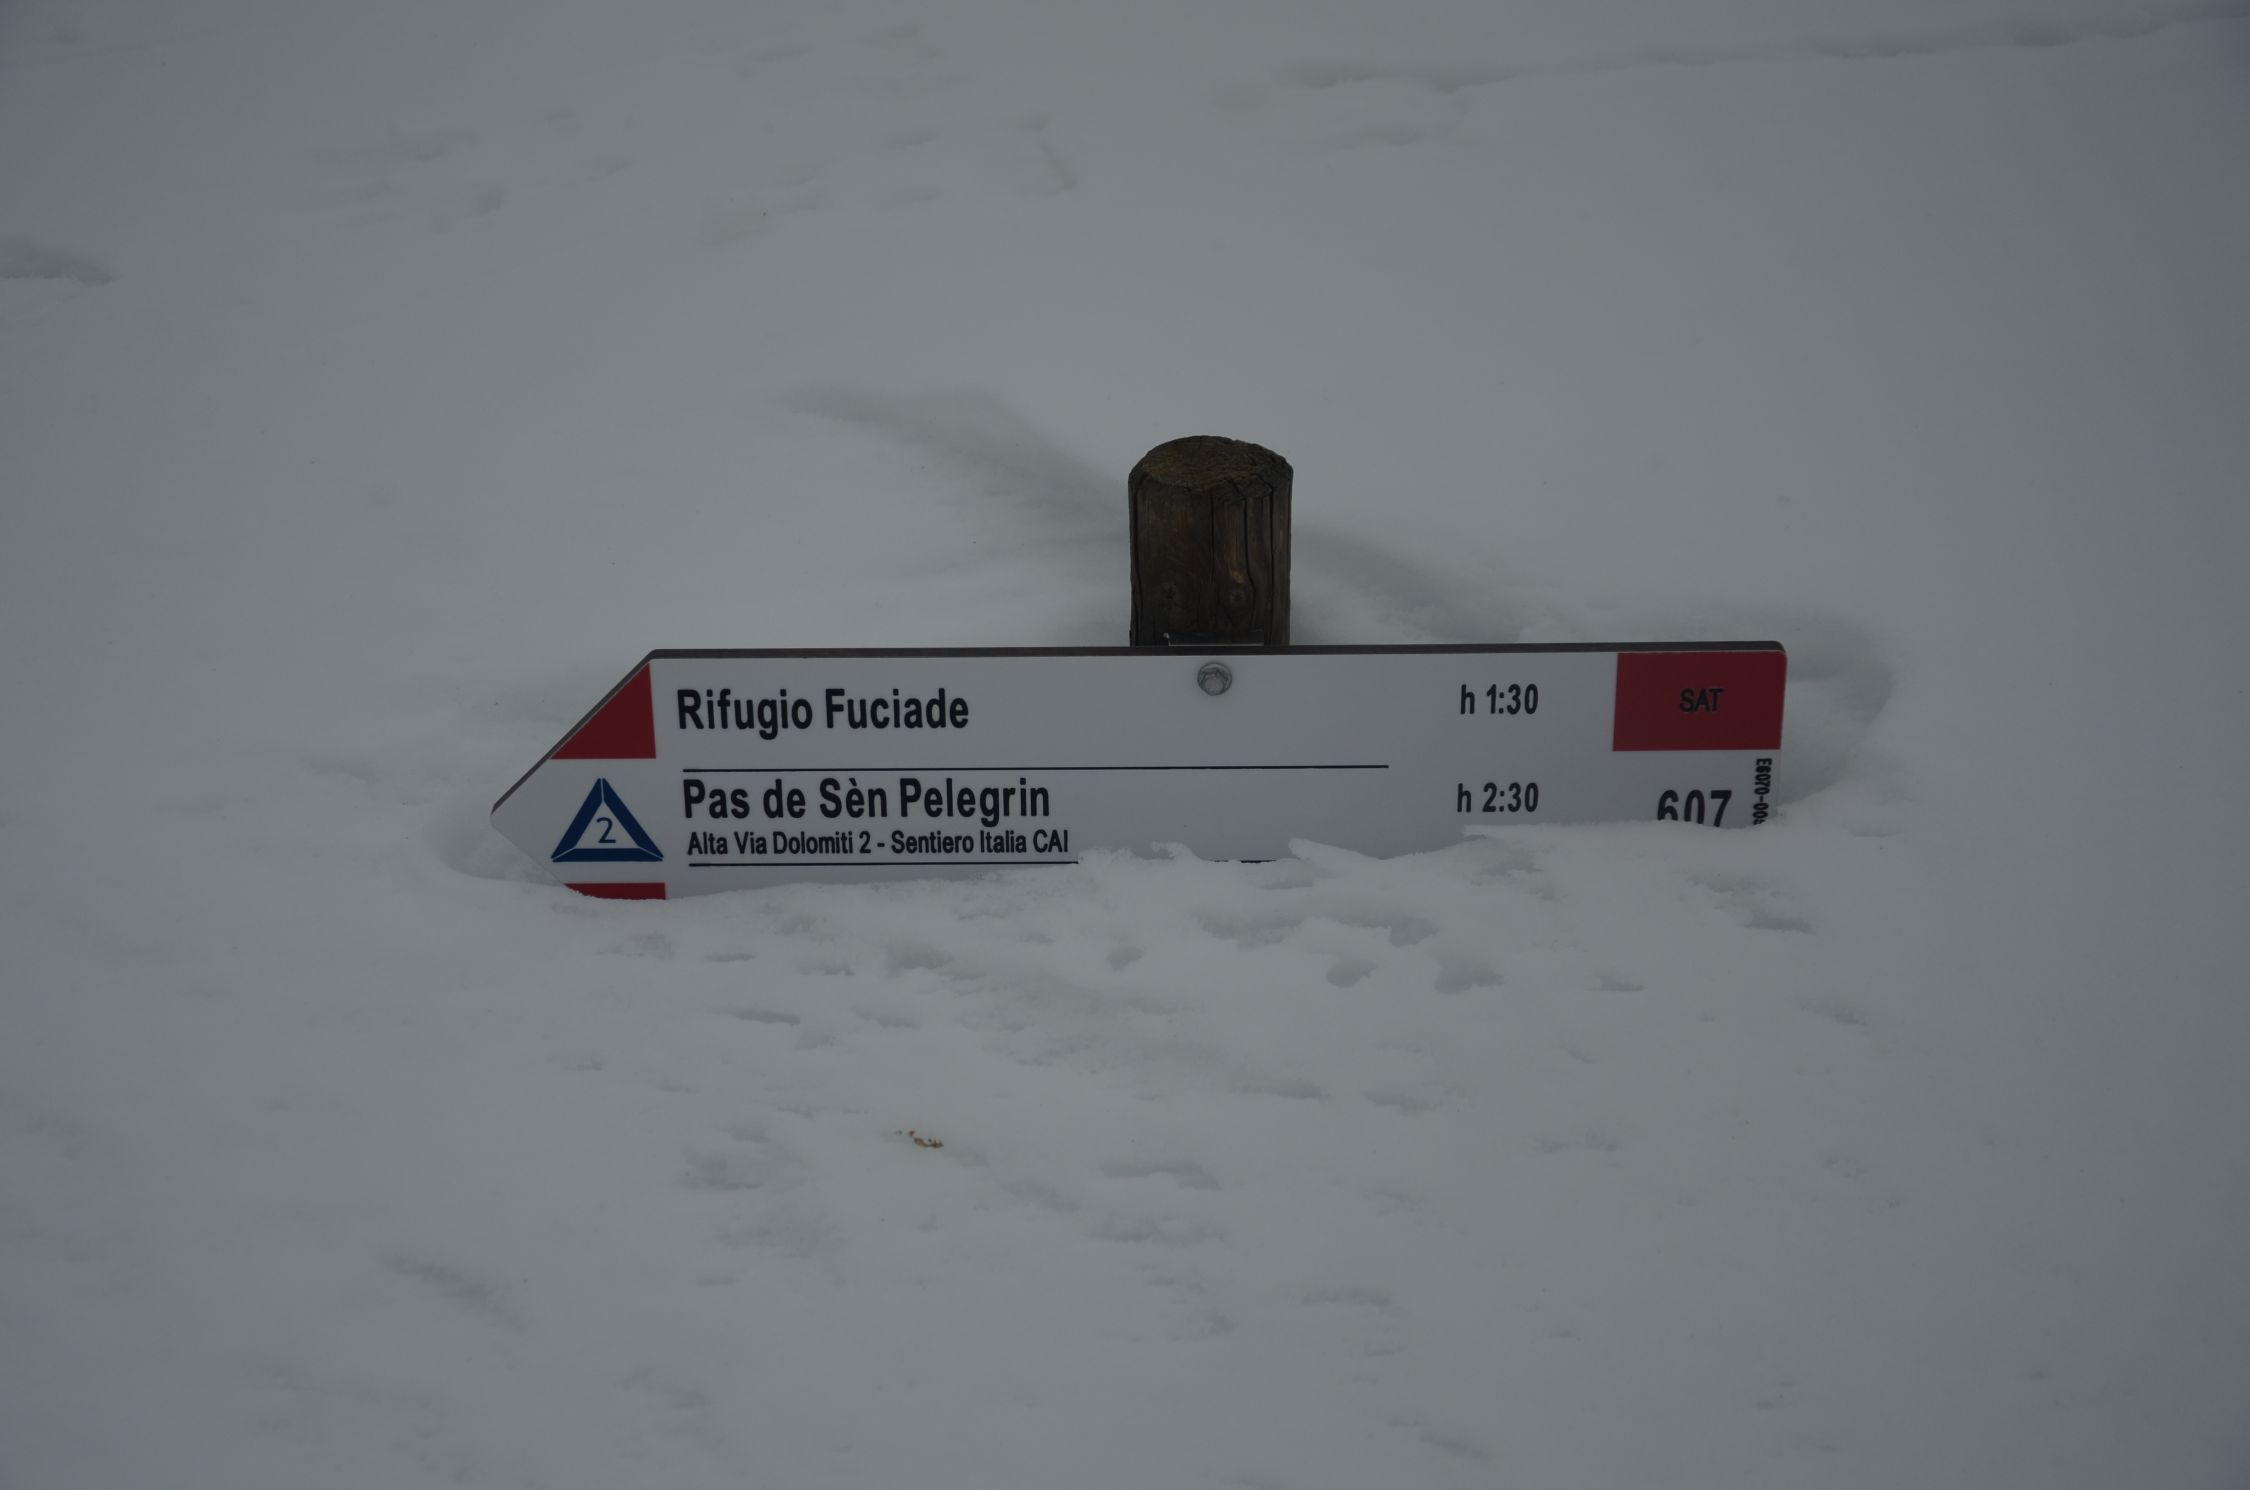 Rifugio Fuciade h 1:30 SAT
Pas de Sèn Pelegrin h 2:30 607
2 Alta Via Dolomiti 2 - Sentiero Italia CAI